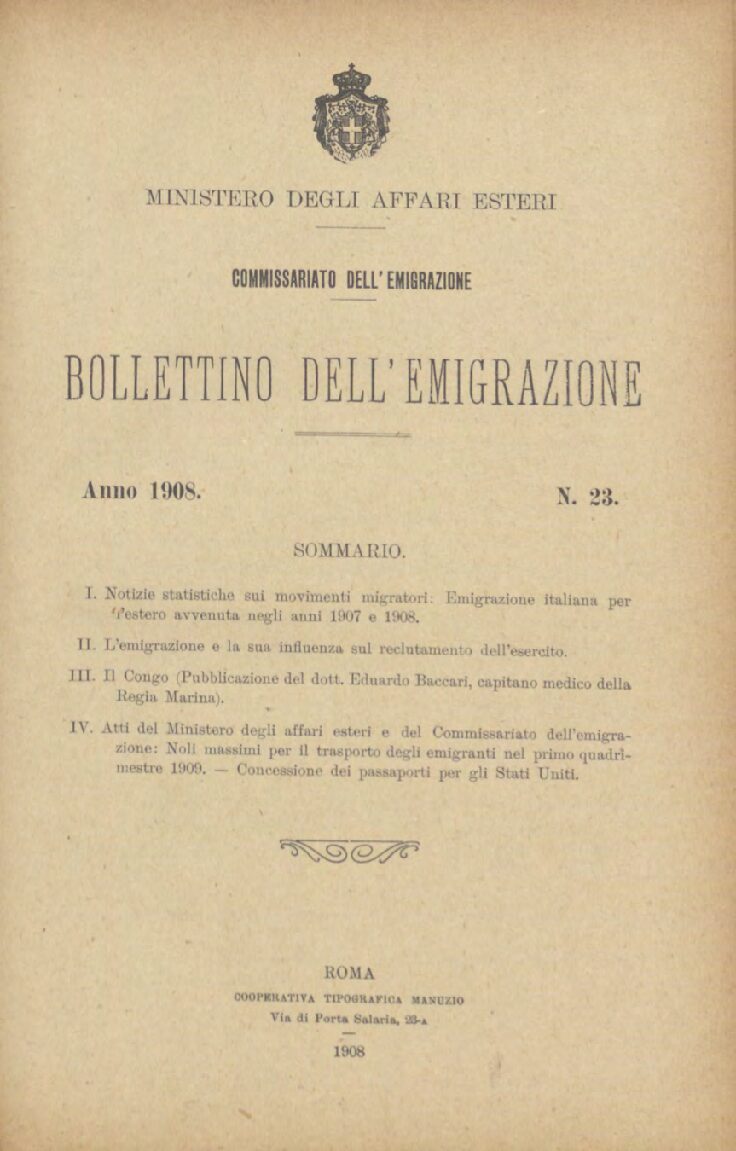 MINISTERO DEGLI AFFARI ESTERI
COMMISSARIATO DELL'EMIGRAZIONE
BOLLETTINO DELL'EMIGRAZIONE
Anno 1908.
N. 23.
SOMMARIO.
I. Notizie statistiche sui movimenti migratori: Emigrazione italiana per
l'estero avvenuta negli anni 1907 e 1908.
II. L'emigrazione e la sua influenza sul reclutamento dell'esercito.
III. Il Congo (Pubblicazione del dott. Eduardo Baccari, capitano medico della
Regia Marina).
IV. Atti del Ministero degli affari esteri e del Commissariato dell'emigra-
zione: Noli massimi per il trasporto degli emigranti nel primo quadri-
mestre 1909. — Concessione dei passaporti per gli Stati Uniti.
ROMA
COOPERATIVA TIPOGRAFICA MANUZIO
Via di Porta Salaria, 23-A
1908